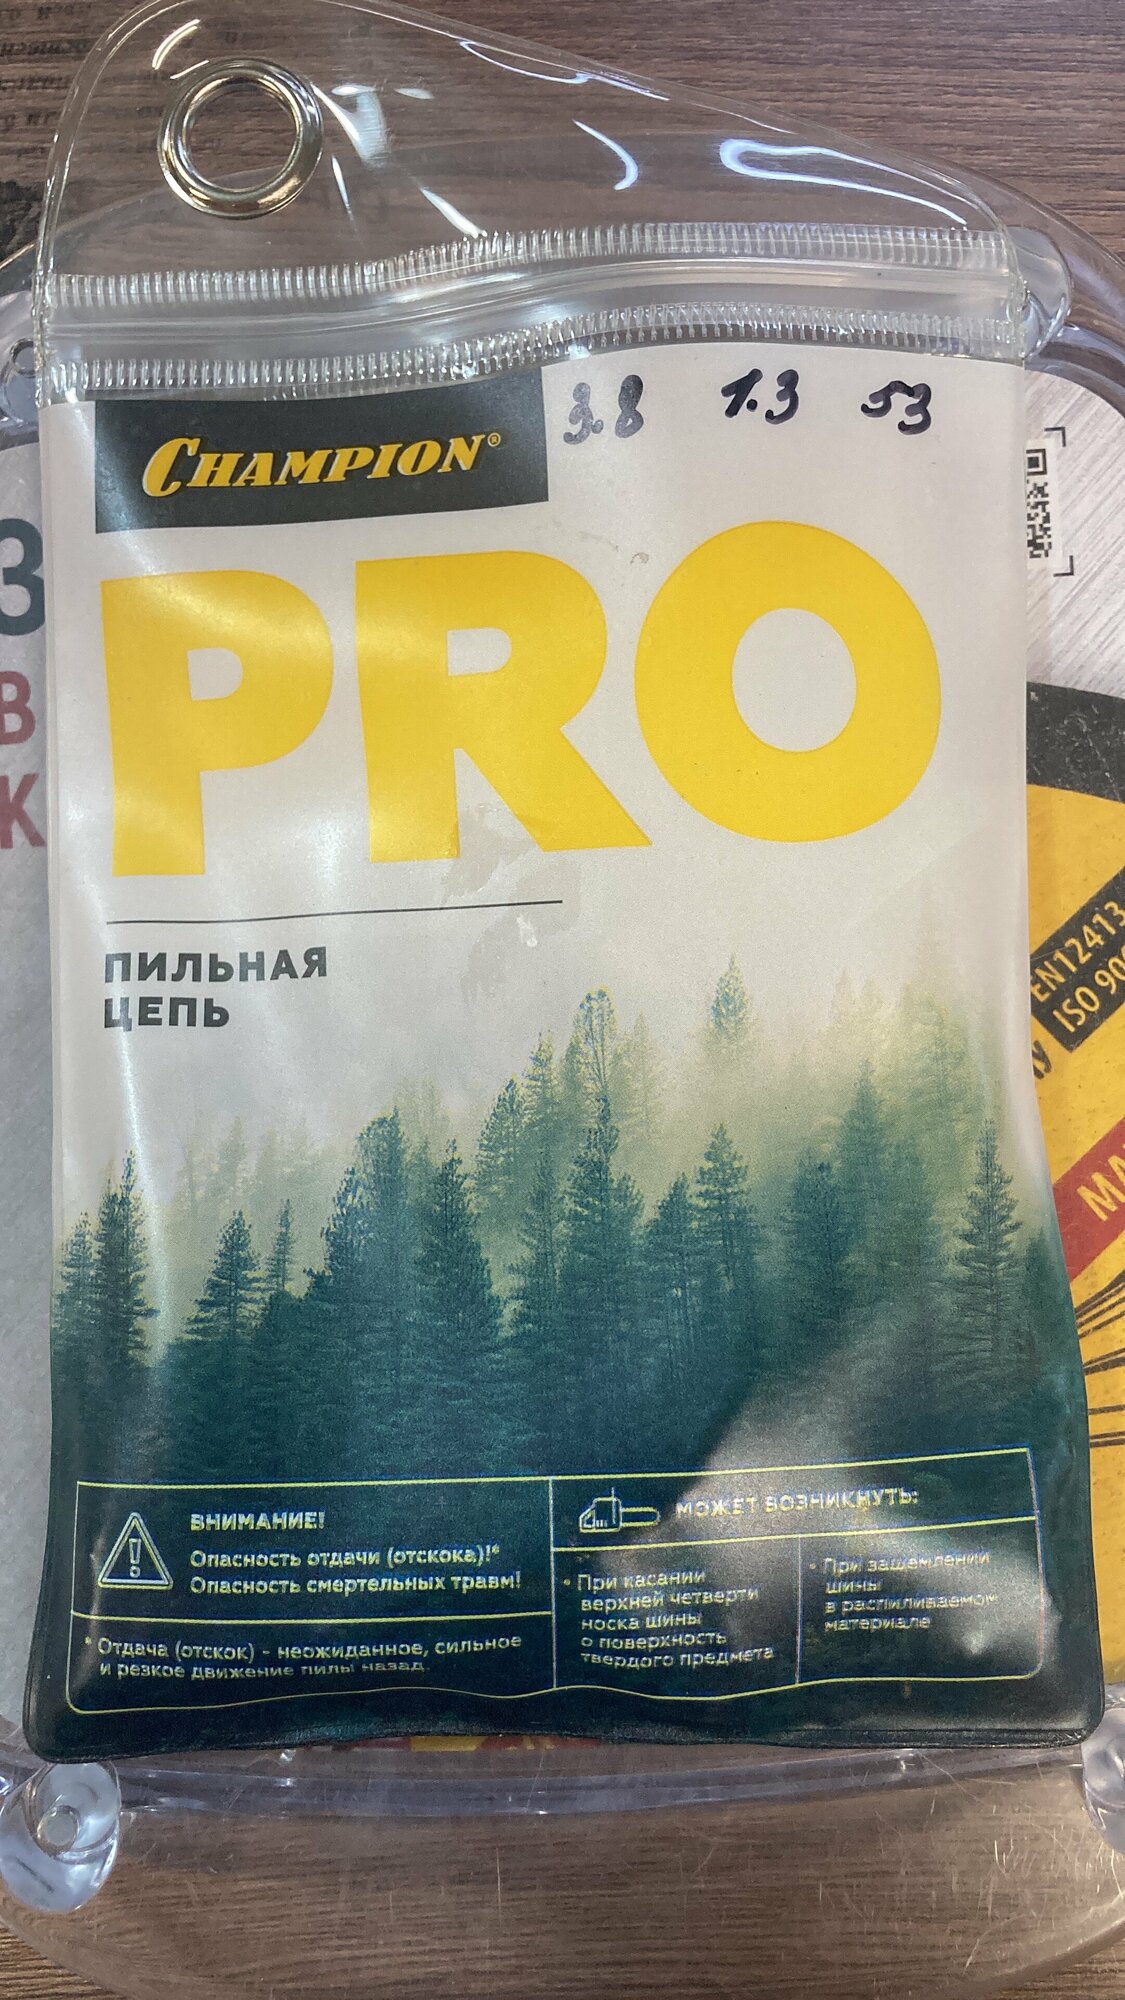 3.8 1.3 53
CHAMPION®
PRO
ПИЛЬНАЯ
ЦЕПЬ
ВНИМАНИЕ!
Опасность отдачи (отскока)!*
Опасность смертельных травм!
* Отдача (отскок) - неожиданное, сильное
и резкое движение пилы назад.
МОЖЕТ ВОЗНИКНУТЬ:
• При касании
верхней четверти
носка шины
о поверхность
твердого предмета
• При защемлении
шины
в распиливаемом
материале
З
В
К
EN12413
ISO